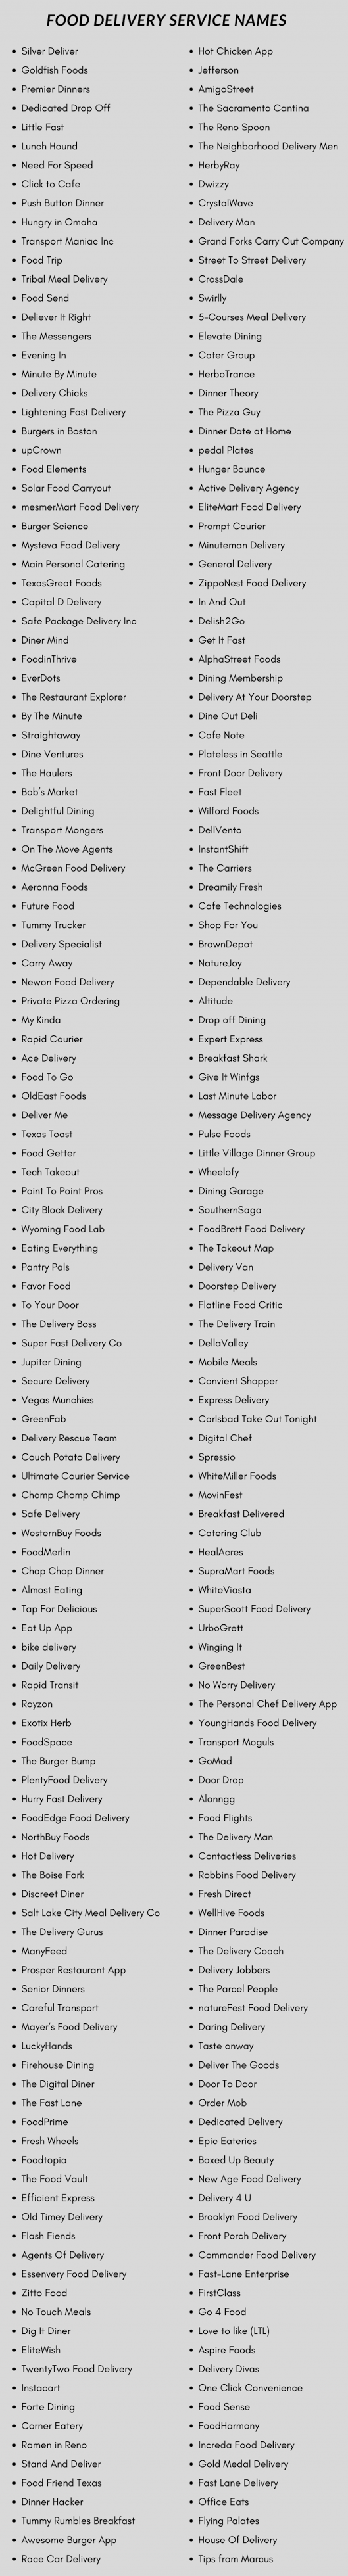 FOOD DELIVERY SERVICE NAMES
Silver Deliver
Goldfish Foods
Premier Dinners
Dedicated Drop Off
Little Fast
Lunch Hound
Need For Speed
Click to Cafe
Push Button Dinner
Hungry in Omaha
Transport Maniac Inc
Food Trip
Tribal Meal Delivery
Food Send
Deliever It Right
The Messengers
Evening In
Minute By Minute
Delivery Chicks
Lightening Fast Delivery
Burgers in Boston
upCrown
Food Elements
Solar Food Carryout
mesmerMart Food Delivery
Burger Science
Mysteva Food Delivery
Main Personal Catering
TexasGreat Foods
Capital D Delivery
Safe Package Delivery Inc
Diner Mind
FoodinThrive
EverDots
The Restaurant Explorer
By The Minute
Straightaway
Dine Ventures
The Haulers
Bob's Market
Delightful Dining
Transport Mongers
On The Move Agents
McGreen Food Delivery
Aeronna Foods
Future Food
Tummy Trucker
Delivery Specialist
Carry Away
Newon Food Delivery
Private Pizza Ordering
My Kinda
Rapid Courier
Ace Delivery
Food To Go
OldEast Foods
Deliver Me
Texas Toast
Food Getter
Tech Takeout
Point To Point Pros
City Block Delivery
Wyoming Food Lab
Eating Everything
Pantry Pals
Favor Food
To Your Door
The Delivery Boss
Super Fast Delivery Co
Jupiter Dining
Secure Delivery
Vegas Munchies
GreenFab
Delivery Rescue Team
Couch Potato Delivery
Ultimate Courier Service
Chomp Chomp Chimp
Safe Delivery
WesternBuy Foods
FoodMerlin
Chop Chop Dinner
Almost Eating
Tap For Delicious
Eat Up App
bike delivery
Daily Delivery
Rapid Transit
Royzon
Exotix Herb
FoodSpace
The Burger Bump
PlentyFood Delivery
Hurry Fast Delivery
FoodEdge Food Delivery
NorthBuy Foods
Hot Delivery
The Boise Fork
Discreet Diner
Salt Lake City Meal Delivery Co
The Delivery Gurus
ManyFeed
Prosper Restaurant App
Senior Dinners
Careful Transport
Mayer's Food Delivery
LuckyHands
Firehouse Dining
The Digital Diner
The Fast Lane
FoodPrime
Fresh Wheels
Foodtopia
The Food Vault
Efficient Express
Old Timey Delivery
Flash Fiends
Agents Of Delivery
Essenvery Food Delivery
Zitto Food
No Touch Meals
Dig It Diner
EliteWish
TwentyTwo Food Delivery
Instacart
Forte Dining
Corner Eatery
Ramen in Reno
Stand And Deliver
Food Friend Texas
Dinner Hacker
Tummy Rumbles Breakfast
Awesome Burger App
Race Car Delivery
Hot Chicken App
Jefferson
AmigoStreet
The Sacramento Cantina
The Reno Spoon
The Neighborhood Delivery Men
HerbyRay
Dwizzy
CrystalWave
Delivery Man
Grand Forks Carry Out Company
Street To Street Delivery
CrossDale
Swirlly
5-Courses Meal Delivery
Elevate Dining
Cater Group
HerboTrance
Dinner Theory
The Pizza Guy
Dinner Date at Home
pedal Plates
Hunger Bounce
Active Delivery Agency
EliteMart Food Delivery
Prompt Courier
Minuteman Delivery
General Delivery
ZippoNest Food Delivery
In And Out
Delish2Go
Get It Fast
AlphaStreet Foods
Dining Membership
Delivery At Your Doorstep
Dine Out Deli
Cafe Note
Plateless in Seattle
Front Door Delivery
Fast Fleet
Wilford Foods
DellVento
InstantShift
The Carriers
Dreamily Fresh
Cafe Technologies
Shop For You
BrownDepot
NatureJoy
Dependable Delivery
Altitude
Drop off Dining
Expert Express
Breakfast Shark
Give It Winfgs
Last Minute Labor
Message Delivery Agency
Pulse Foods
Little Village Dinner Group
Wheelofy
Dining Garage
SouthernSaga
FoodBrett Food Delivery
The Takeout Map
Delivery Van
Doorstep Delivery
Flatline Food Critic
The Delivery Train
DellaValley
Mobile Meals
Convient Shopper
Express Delivery
Carlsbad Take Out Tonight
Digital Chef
Spressio
WhiteMiller Foods
MovinFest
Breakfast Delivered
Catering Club
HealAcres
SupraMart Foods
WhiteViasta
SuperScott Food Delivery
UrboGrett
Winging It
GreenBest
No Worry Delivery
The Personal Chef Delivery App
YoungHands Food Delivery
Transport Moguls
GoMad
Door Drop
Alonngg
Food Flights
The Delivery Man
Contactless Deliveries
Robbins Food Delivery
Fresh Direct
WellHive Foods
Dinner Paradise
The Delivery Coach
Delivery Jobbers
The Parcel People
natureFest Food Delivery
Daring Delivery
Taste onway
Deliver The Goods
Door To Door
Order Mob
Dedicated Delivery
Epic Eateries
Boxed Up Beauty
New Age Food Delivery
Delivery 4 U
Brooklyn Food Delivery
Front Porch Delivery
Commander Food Delivery
Fast-Lane Enterprise
FirstClass
Go 4 Food
Love to like (LTL)
Aspire Foods
Delivery Divas
One Click Convenience
Food Sense
FoodHarmony
Increda Food Delivery
Gold Medal Delivery
Fast Lane Delivery
Office Eats
Flying Palates
House Of Delivery
Tips from Marcus